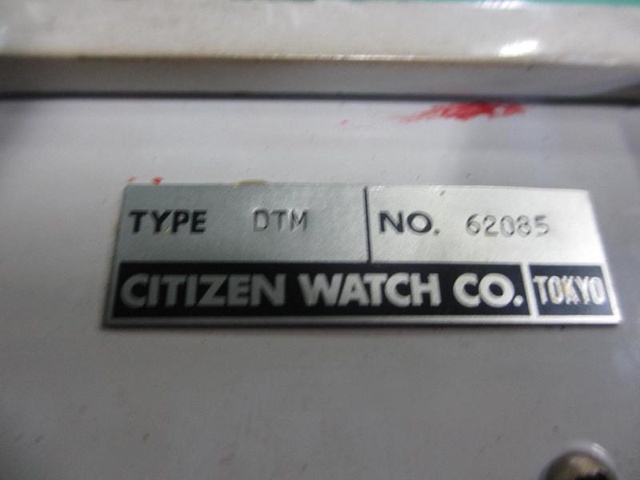 TYPE DTM NO. 62085
CITIZEN WATCH CO. TOKYO